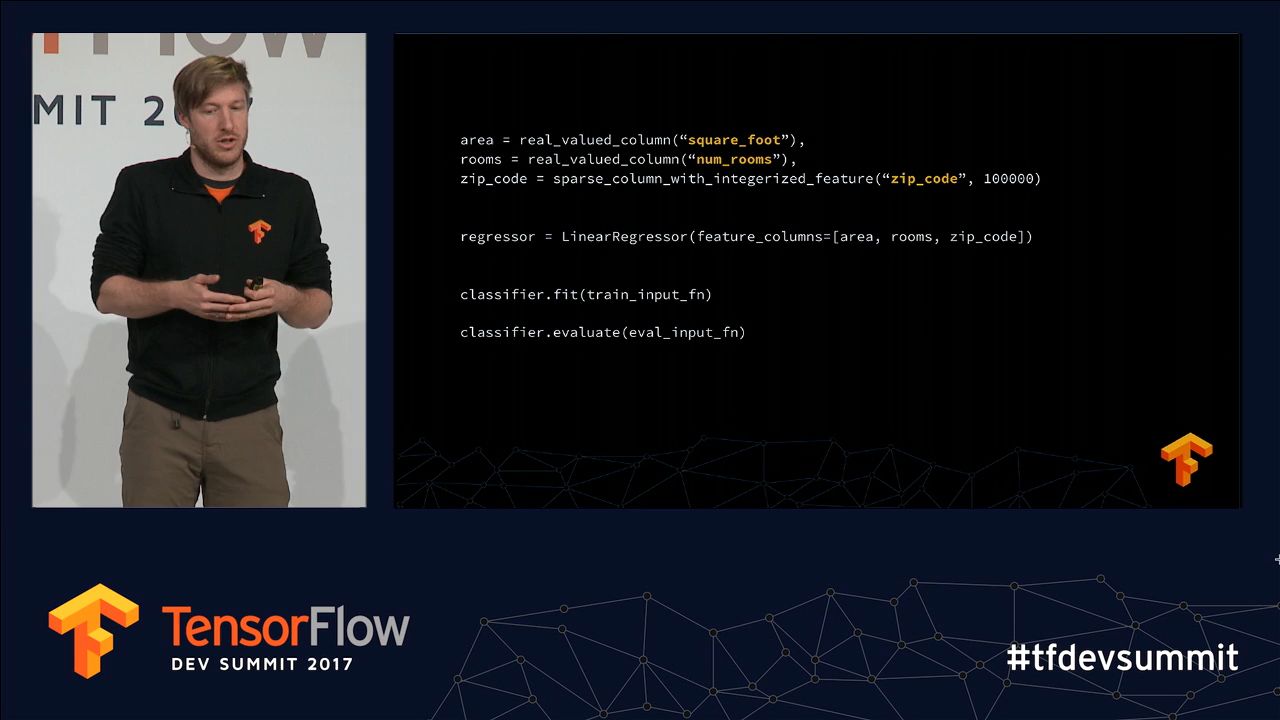 MIT 2
area = real_valued_column(“square_foot”),
rooms = real_valued_column(“num_rooms”),
zip_code = sparse_column_with_integerized_feature(“zip_code”, 100000)
regressor = LinearRegressor(feature_columns=[area, rooms, zip_code])
classifier.fit(train_input_fn)
classifier.evaluate(eval_input_fn)
TensorFlow
DEV SUMMIT 2017
#tfdevsummit